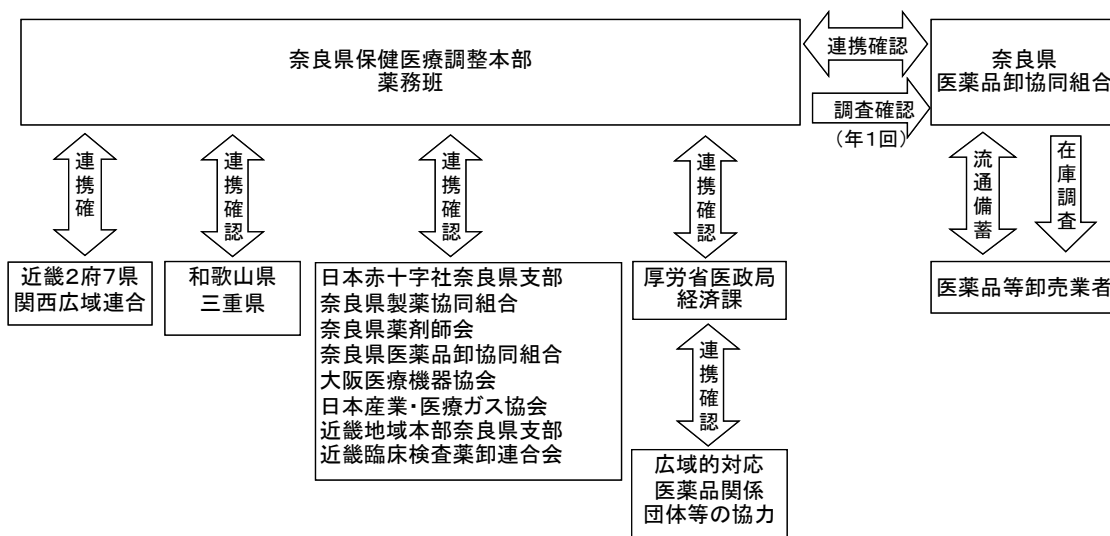 奈良県保健医療調整本部
薬務班
連携確認
調査確認
(年1回)
奈良県
医薬品卸協同組合
連携確
連携確認
連携確認
連携確認
流通備蓄
在庫調査
近畿2府7県
関西広域連合
和歌山県
三重県
日本赤十字社奈良県支部
奈良県製薬協同組合
奈良県薬剤師会
奈良県医薬品卸協同組合
大阪医療機器協会
日本産業・医療ガス協会
近畿地域本部奈良県支部
近畿臨床検査薬卸連合会
厚労省医政局
経済課
医薬品等卸売業者
連携確認
広域的対応
医薬品関係
団体等の協力